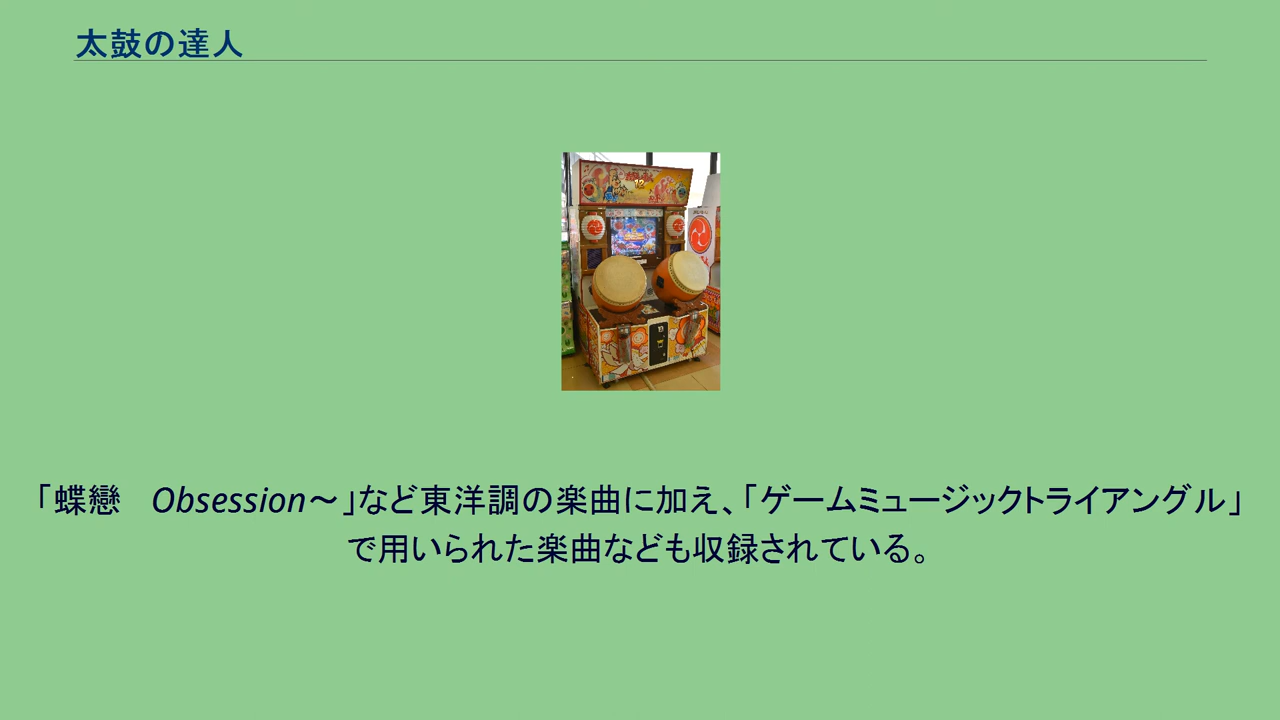 太鼓の達人
「蝶戀　Obsession～」など東洋調の楽曲に加え、「ゲームミュージックトライアングル」
で用いられた楽曲なども収録されている。